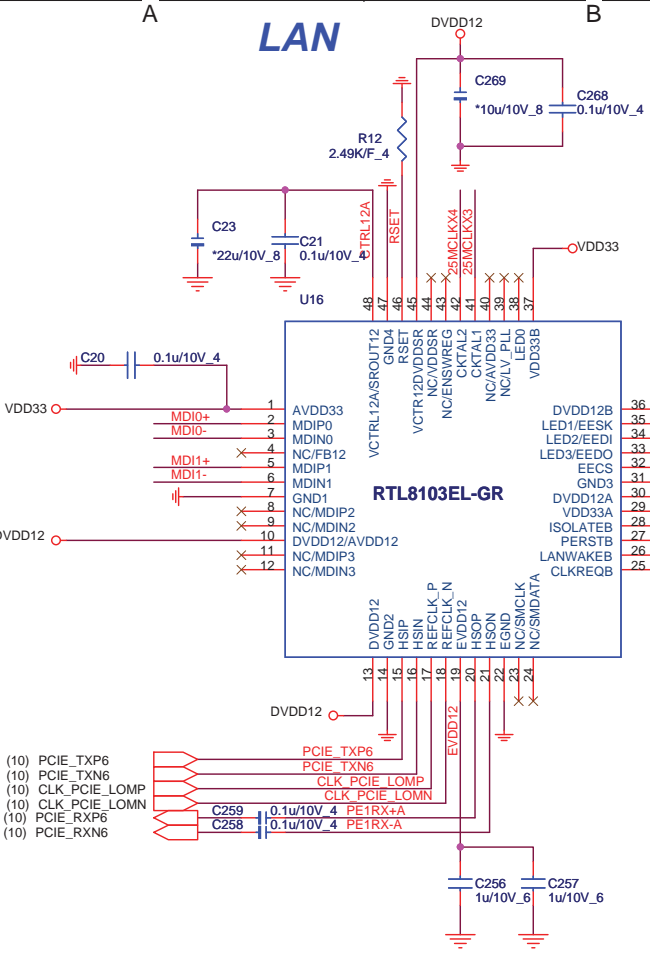 A
B
LAN
DVDD12
C269
*10u/10V_8
C268
0.1u/10V_4
R12
2.49K/F_4
C23
*22u/10V_8
C21
0.1u/10V_4
CTRL12A
RSET
25MCLKX4
25MCLKX3
VDD33
U16
48
47
46
45
44
43
42
41
40
39
38
37
VCTRL12A/SROUT12
GND4
RSET
VCTR12DVDDSR
NC/VDDSR
NC/ENSWREG
CKTAL2
CKTAL1
NC/AVDD33
NC/LV_PLL
LED0
VDD33B
C20
0.1u/10V_4
VDD33
1 AVDD33
MDI0+ 2 MDIP0
MDI0- 3 MDIN0
4 NC/FB12
MDI1+ 5 MDIP1
MDI1- 6 MDIN1
7 GND1
8 NC/MDIP2
9 NC/MDIN2
10 DVDD12/AVDD12
11 NC/MDIP3
12 NC/MDIN3
DVDD12
RTL8103EL-GR
DVDD12B 36
LED1/EESK 35
LED2/EEDI 34
LED3/EEDO 33
EECS 32
GND3 31
DVDD12A 30
VDD33A 29
ISOLATEB 28
PERSTB 27
LANWAKEB 26
CLKREQB 25
DVDD12
GND2
HSIP
HSIN
REFCLK_P
REFCLK_N
EVDD12
HSOP
HSON
EGND
NC/SMCLK
NC/SMDATA
13
14
15
16
17
18
19
20
21
22
23
24
DVDD12
EVDD12
(10) PCIE_TXP6 PCIE_TXP6
(10) PCIE_TXN6 PCIE_TXN6
(10) CLK_PCIE_LOMP CLK_PCIE_LOMP
(10) CLK_PCIE_LOMN CLK_PCIE_LOMN
(10) PCIE_RXP6 C259 0.1u/10V_4 PE1RX+A
(10) PCIE_RXN6 C258 0.1u/10V_4 PE1RX-A
C256
1u/10V_6
C257
1u/10V_6